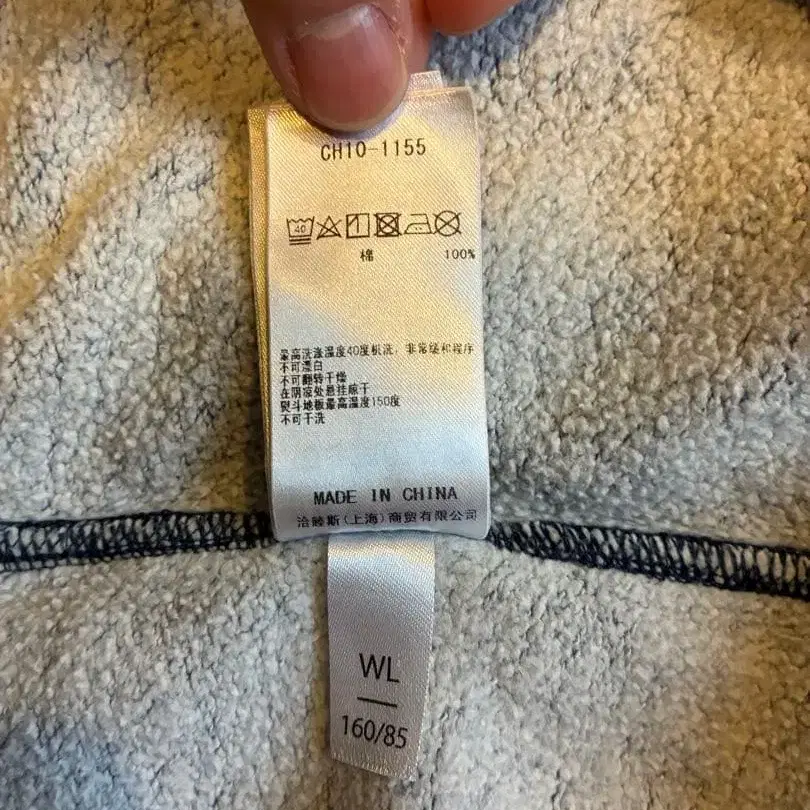 CH10-1155
40
棉 100%
最高洗涤温度40度机洗, 非常缓和程序
不可漂白
不可翻转干燥
在阴凉处悬挂晾干
熨斗地板最高温度150度
不可干洗
MADE IN CHINA
洽睦斯(上海)商贸有限公司
WL
160/85